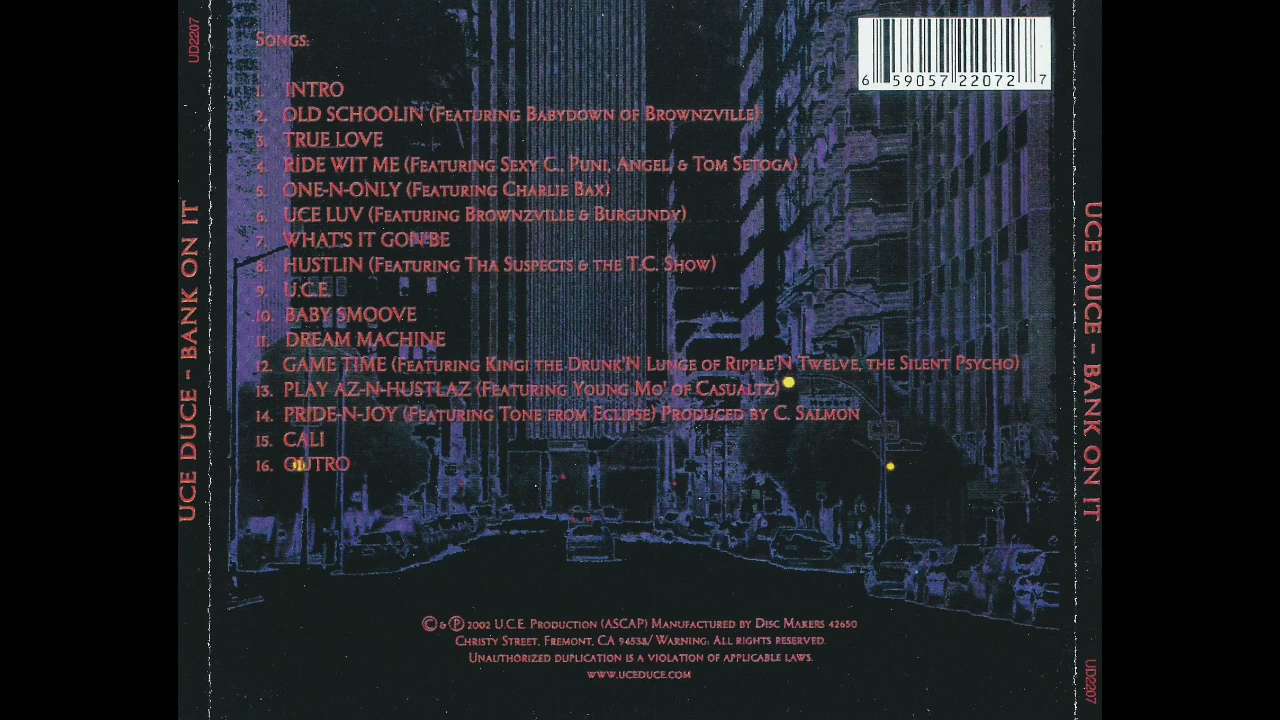 UD2207
SONGS:
6 59057 22072 7
1. INTRO
2. OLD SCHOOLIN (FEATURING BABYDOWN OF BROWNZVILLE)
3. TRUE LOVE
4. RIDE WIT ME (FEATURING SEXY C., PUNI, ANGEL, & TOM SETOGA)
5. ONE-N-ONLY (FEATURING CHARLIE BAX)
6. UCE LUV (FEATURING BROWNZVILLE & BURGUNDY)
7. WHAT'S IT GON'BE
8. HUSTLIN (FEATURING THA SUSPECTS & THE T.C. SHOW)
9. U.C.E.
10. BABY SMOOVE
11. DREAM MACHINE
12. GAME TIME (FEATURING KINGI THE DRUNK'N LUNGE OF RIPPLE'N TWELVE, THE SILENT PSYCHO)
13. PLAY AZ-N-HUSTLAZ (FEATURING YOUNG MO' OF CASUALTZ)
14. PRIDE-N-JOY (FEATURING TONE FROM ECLIPSE) PRODUCED BY C. SALMON
15. CALI
16. OUTRO
UCE DUCE - BANK ON IT
UCE DUCE - BANK ON IT
© & ℗ 2002 U.C.E. PRODUCTION (ASCAP) MANUFACTURED BY DISC MAKERS 42650
CHRISTY STREET, FREMONT, CA 94538/ WARNING: ALL RIGHTS RESERVED.
UNAUTHORIZED DUPLICATION IS A VIOLATION OF APPLICABLE LAWS.
WWW.UCEDUCE.COM
UD2207